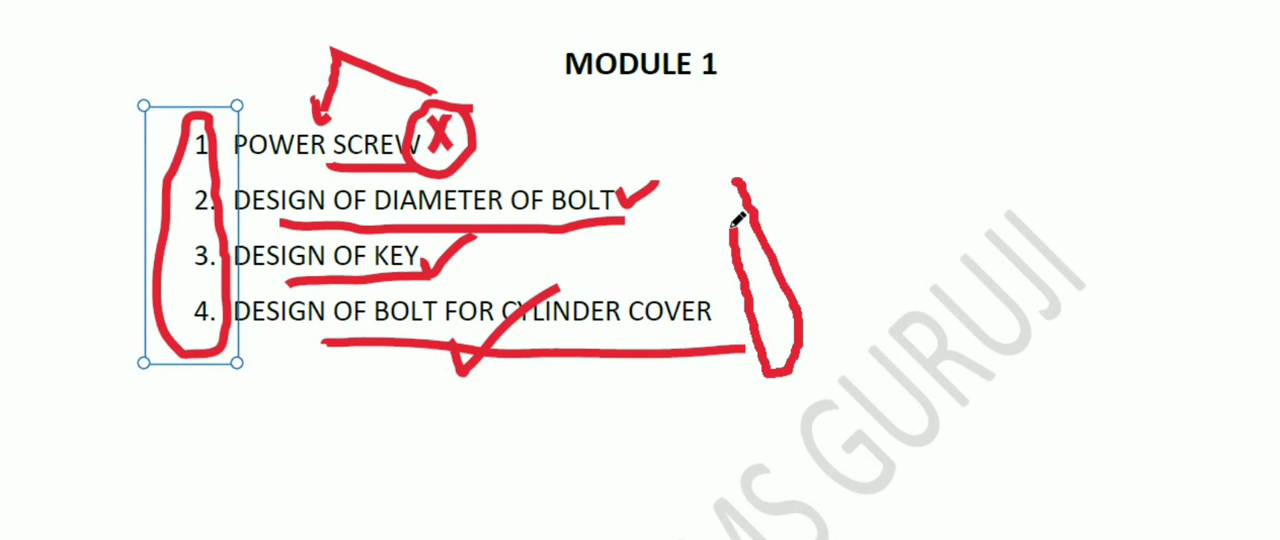 MODULE 1
1. POWER SCREW X
2. DESIGN OF DIAMETER OF BOLT
3. DESIGN OF KEY
4. DESIGN OF BOLT FOR CYLINDER COVER
MS GURUJI